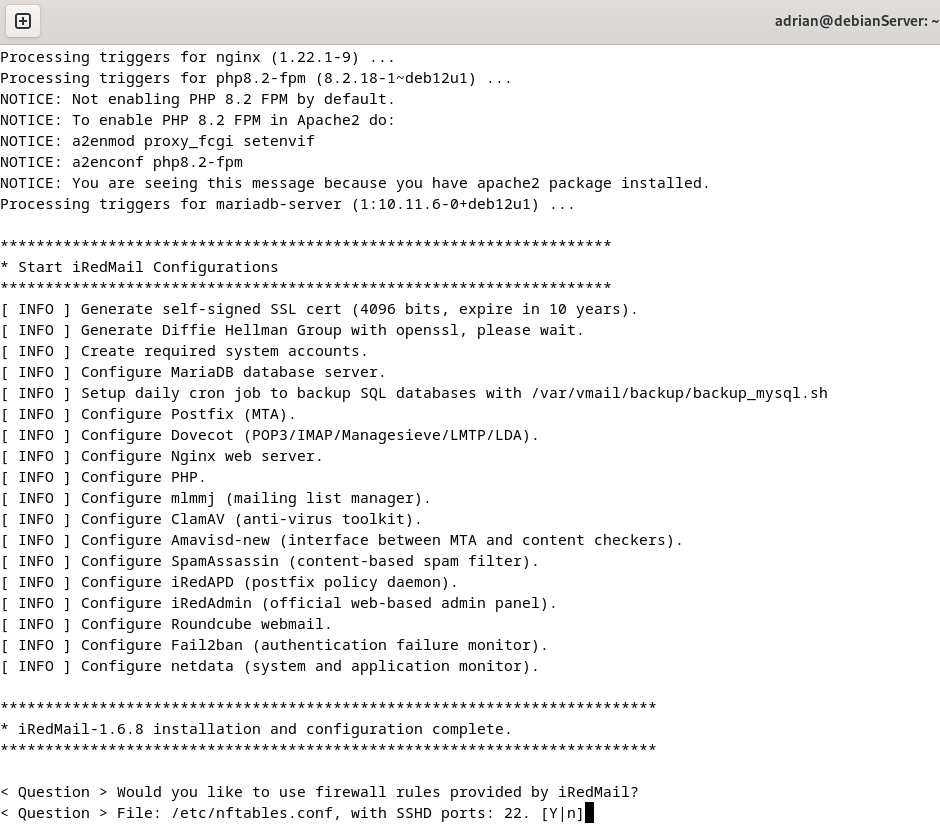 adrian@debianServer: ~
Processing triggers for nginx (1.22.1-9) ...
Processing triggers for php8.2-fpm (8.2.18-1~deb12u1) ...
NOTICE: Not enabling PHP 8.2 FPM by default.
NOTICE: To enable PHP 8.2 FPM in Apache2 do:
NOTICE: a2enmod proxy_fcgi setenvif
NOTICE: a2enconf php8.2-fpm
NOTICE: You are seeing this message because you have apache2 package installed.
Processing triggers for mariadb-server (1:10.11.6-0+deb12u1) ...
********************************************************************
* Start iRedMail Configurations
********************************************************************
[ INFO ] Generate self-signed SSL cert (4096 bits, expire in 10 years).
[ INFO ] Generate Diffie Hellman Group with openssl, please wait.
[ INFO ] Create required system accounts.
[ INFO ] Configure MariaDB database server.
[ INFO ] Setup daily cron job to backup SQL databases with /var/vmail/backup/backup_mysql.sh
[ INFO ] Configure Postfix (MTA).
[ INFO ] Configure Dovecot (POP3/IMAP/Managesieve/LMTP/LDA).
[ INFO ] Configure Nginx web server.
[ INFO ] Configure PHP.
[ INFO ] Configure mlmmj (mailing list manager).
[ INFO ] Configure ClamAV (anti-virus toolkit).
[ INFO ] Configure Amavisd-new (interface between MTA and content checkers).
[ INFO ] Configure SpamAssassin (content-based spam filter).
[ INFO ] Configure iRedAPD (postfix policy daemon).
[ INFO ] Configure iRedAdmin (official web-based admin panel).
[ INFO ] Configure Roundcube webmail.
[ INFO ] Configure Fail2ban (authentication failure monitor).
[ INFO ] Configure netdata (system and application monitor).
*************************************************************************
* iRedMail-1.6.8 installation and configuration complete.
*************************************************************************
< Question > Would you like to use firewall rules provided by iRedMail?
< Question > File: /etc/nftables.conf, with SSHD ports: 22. [Y|n]